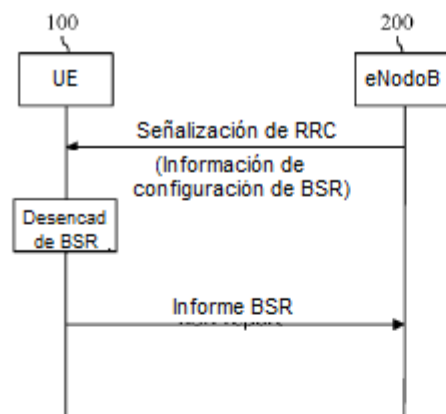 100
200
UE
eNodoB
Señalización de RRC
(Información de
configuración de BSR)
Desencad
de BSR
Informe BSR